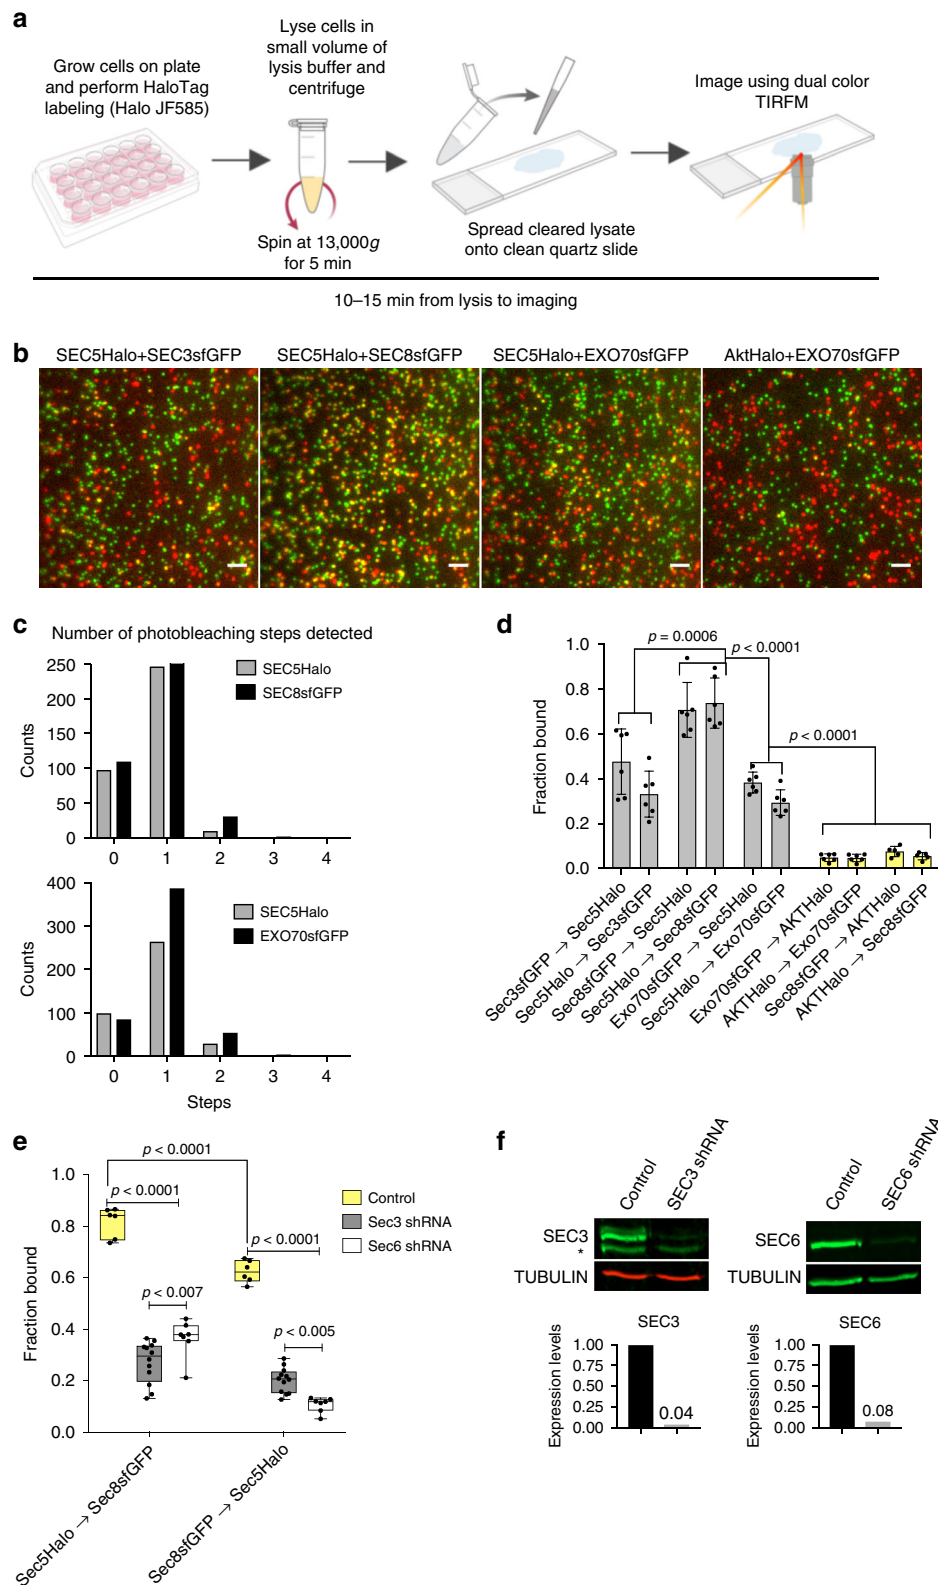 a
Grow cells on plate
and perform HaloTag
labeling (Halo JF585)
Lyse cells in
small volume of
lysis buffer and
centrifuge
Spin at 13,000g
for 5 min
Spread cleared lysate
onto clean quartz slide
Image using dual color
TIRFM
10–15 min from lysis to imaging
b
SEC5Halo+SEC3sfGFP
SEC5Halo+SEC8sfGFP
SEC5Halo+EXO70sfGFP
AktHalo+EXO70sfGFP
c
Number of photobleaching steps detected
250
200
150
100
50
0
Counts
SEC5Halo
SEC8sfGFP
0 1 2 3 4
400
300
200
100
0
Counts
SEC5Halo
EXO70sfGFP
0 1 2 3 4
Steps
d
1.0
0.8
0.6
0.4
0.2
0.0
Fraction bound
p = 0.0006
p < 0.0001
p < 0.0001
Sec3sfGFP → Sec5Halo
Sec5Halo → Sec3sfGFP
Sec8sfGFP → Sec5Halo
Sec5Halo → Sec8sfGFP
Exo70sfGFP → Sec5Halo
Sec5Halo → Exo70sfGFP
Exo70sfGFP → AKTHalo
AKTHalo → Exo70sfGFP
Sec8sfGFP → AKTHalo
AKTHalo → Sec8sfGFP
e
1.0
0.8
0.6
0.4
0.2
0.0
Fraction bound
p < 0.0001
p < 0.0001
p < 0.0001
p < 0.007
p < 0.005
Control
Sec3 shRNA
Sec6 shRNA
Sec5Halo → Sec8sfGFP
Sec8sfGFP → Sec5Halo
f
Control
SEC3 shRNA
SEC3
*
TUBULIN
Control
SEC6 shRNA
SEC6
TUBULIN
SEC3
Expression levels
1.00
0.75
0.50
0.25
0.00
0.04
SEC6
Expression levels
1.00
0.75
0.50
0.25
0.00
0.08